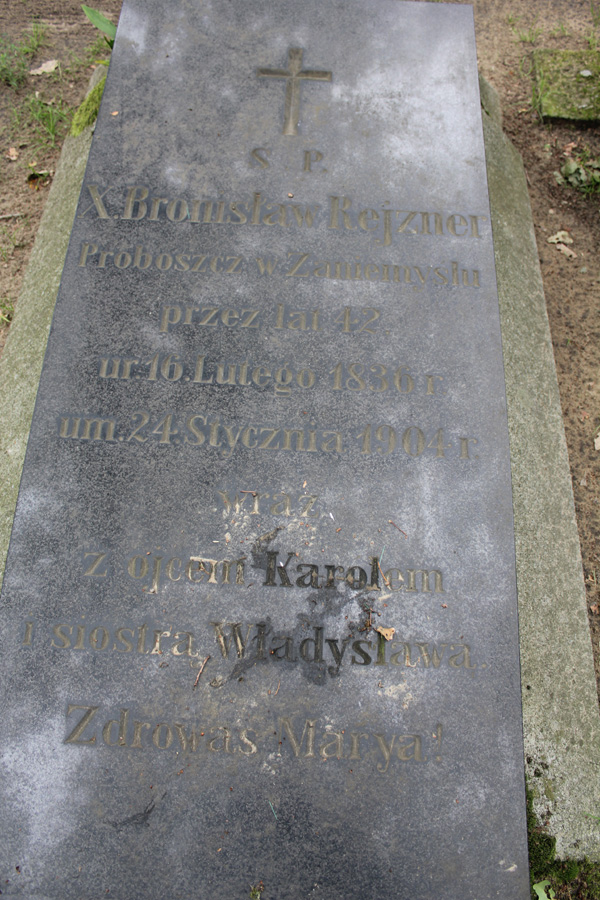 Ś. P.
X. Bronisław Rejzner
Proboszcz w Zaniemyślu
przez lat 42
ur. 16. Lutego 1836 r.
um. 24. Stycznia 1904 r.
wraz
z ojcem Karolem
i siostrą Władysławą
Zdrowaś Marya!